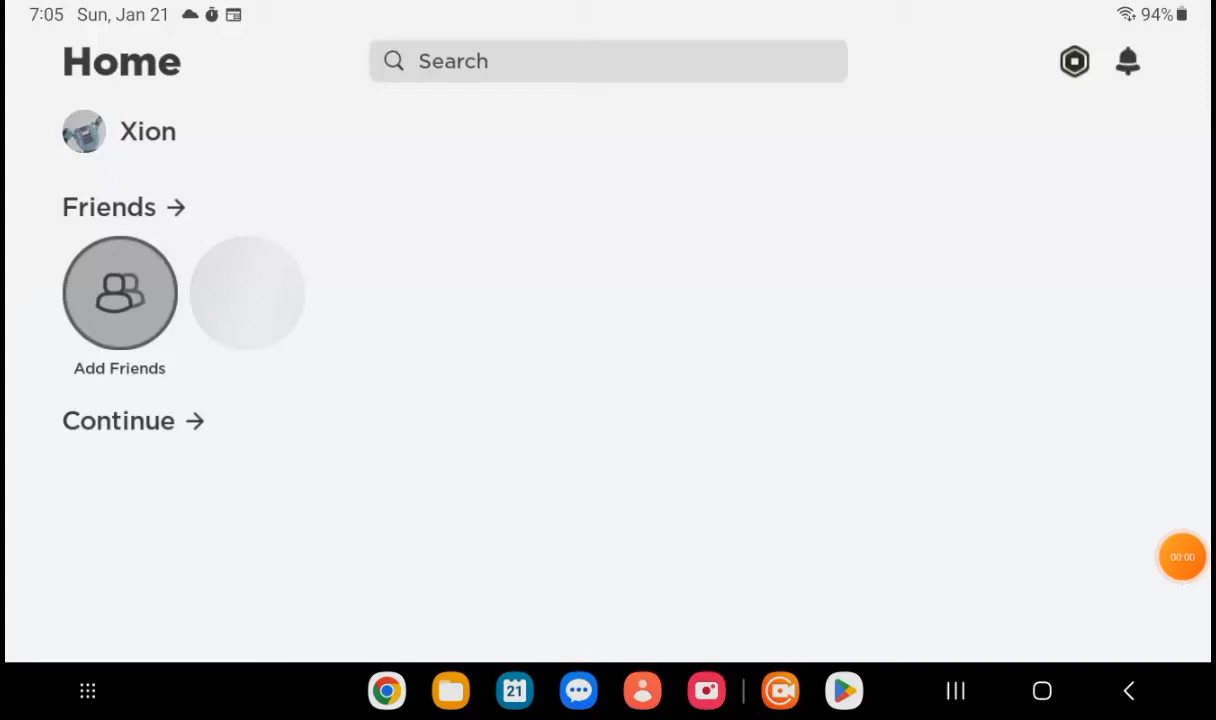 7:05 Sun, Jan 21
94%
Home
Search
Xion
Friends →
Add Friends
Continue →
00:00
21